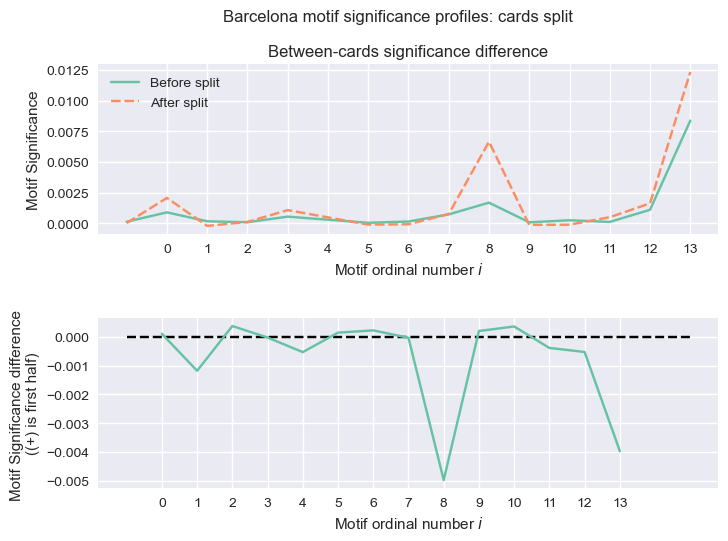 Barcelona motif significance profiles: cards split
Between-cards significance difference
Before split
After split
Motif Significance
0.0125
0.0100
0.0075
0.0050
0.0025
0.0000
0 1 2 3 4 5 6 7 8 9 10 11 12 13
Motif ordinal number i
Motif Significance difference
((+) is first half)
0.000
−0.001
−0.002
−0.003
−0.004
−0.005
0 1 2 3 4 5 6 7 8 9 10 11 12 13
Motif ordinal number i